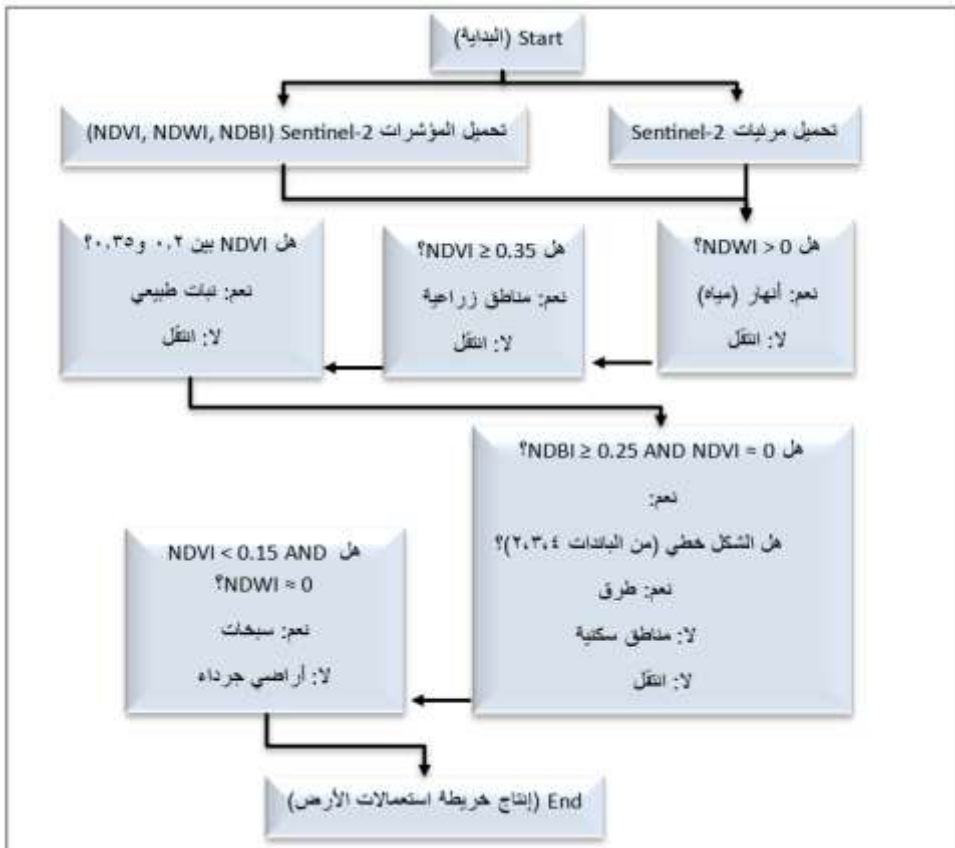 Start (البداية)
تحميل مرئيات Sentinel-2
تحميل المؤشرات Sentinel-2 (NDVI, NDWI, NDBI)
هل NDWI > 0؟
نعم: أنهار (مياه)
لا: انتقل
هل NDVI ≥ 0.35؟
نعم: مناطق زراعية
لا: انتقل
هل NDVI بين ٠,٢ و٠,٣٥؟
نعم: نبات طبيعي
لا: انتقل
هل NDBI ≥ 0.25 AND NDVI ≈ 0؟
نعم:
هل الشكل خطي (من الباندات ٢،٣،٤)؟
نعم: طرق
لا: مناطق سكنية
لا: انتقل
هل NDVI < 0.15 AND
NDWI ≈ 0؟
نعم: سبخات
لا: أراضي جرداء
End (إنتاج خريطة استعمالات الأرض)